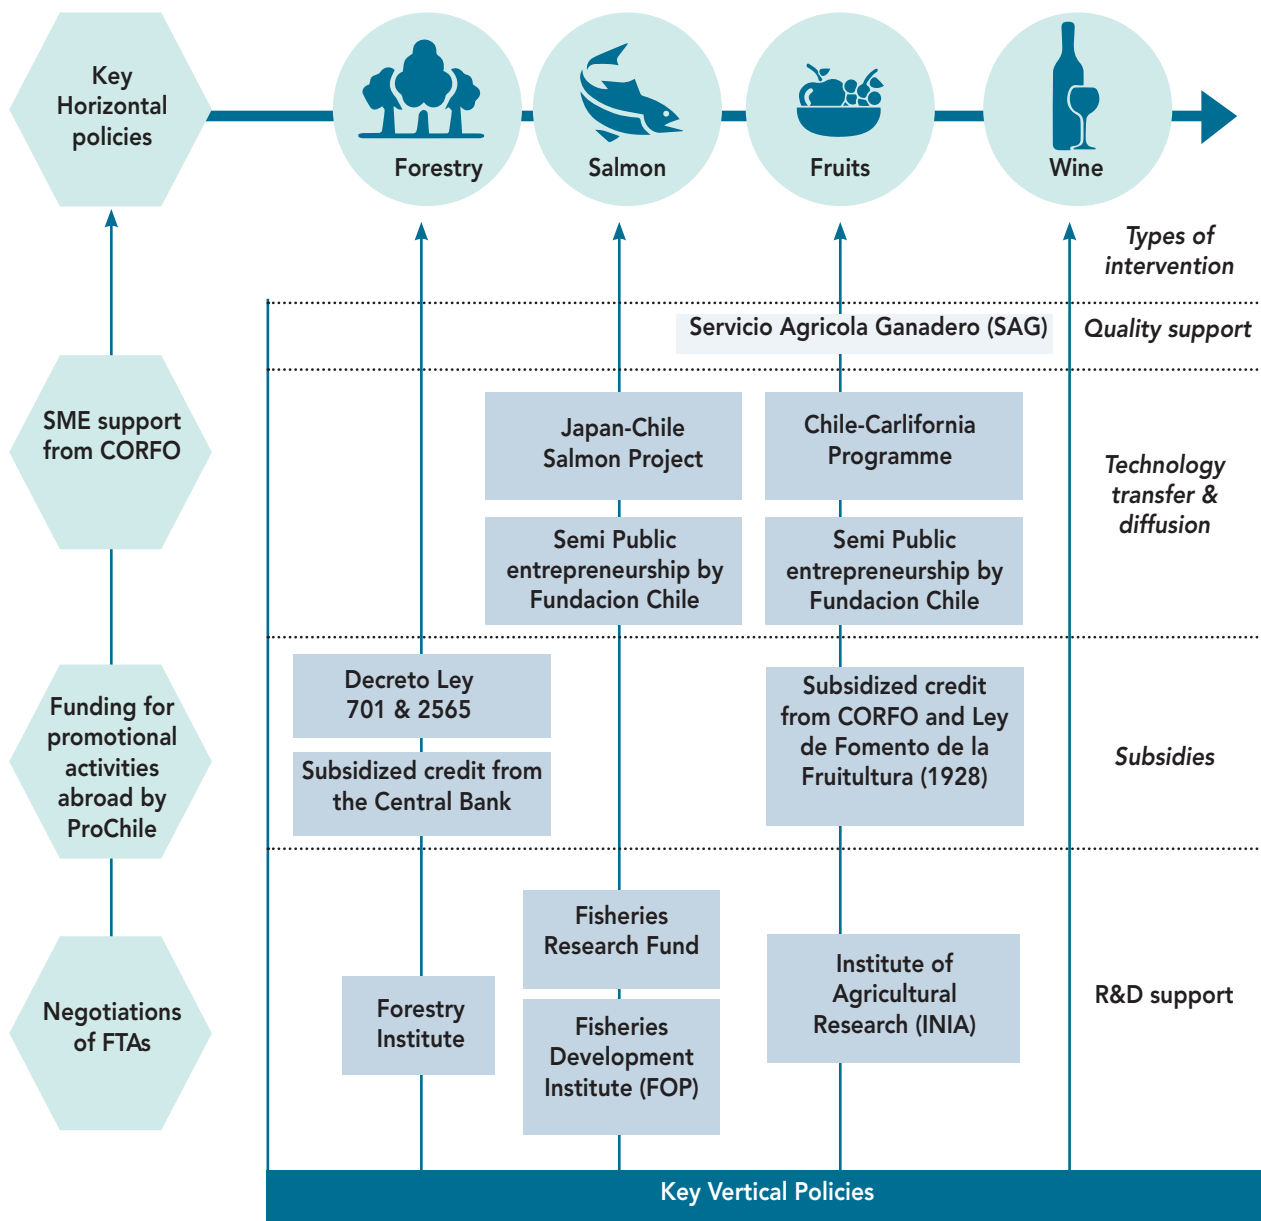 Key
Horizontal
policies
Forestry
Salmon
Fruits
Wine
Types of
intervention
Servicio Agricola Ganadero (SAG)
Quality support
SME support
from CORFO
Japan-Chile
Salmon Project
Chile-Carlifornia
Programme
Technology
transfer &
diffusion
Semi Public
entrepreneurship by
Fundacion Chile
Semi Public
entrepreneurship by
Fundacion Chile
Funding for
promotional
activities
abroad by
ProChile
Decreto Ley
701 & 2565
Subsidized credit from
the Central Bank
Subsidized credit
from CORFO and Ley
de Fomento de la
Fruitultura (1928)
Subsidies
Negotiations
of FTAs
Forestry
Institute
Fisheries
Research Fund
Fisheries
Development
Institute (FOP)
Institute of
Agricultural
Research (INIA)
R&D support
Key Vertical Policies